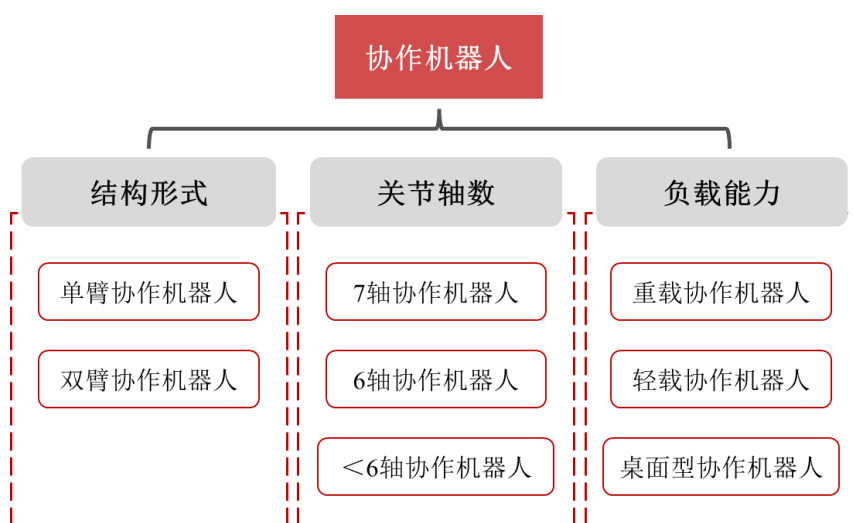 协作机器人
结构形式
关节轴数
负载能力
单臂协作机器人
7轴协作机器人
重载协作机器人
双臂协作机器人
6轴协作机器人
轻载协作机器人
＜6轴协作机器人
桌面型协作机器人